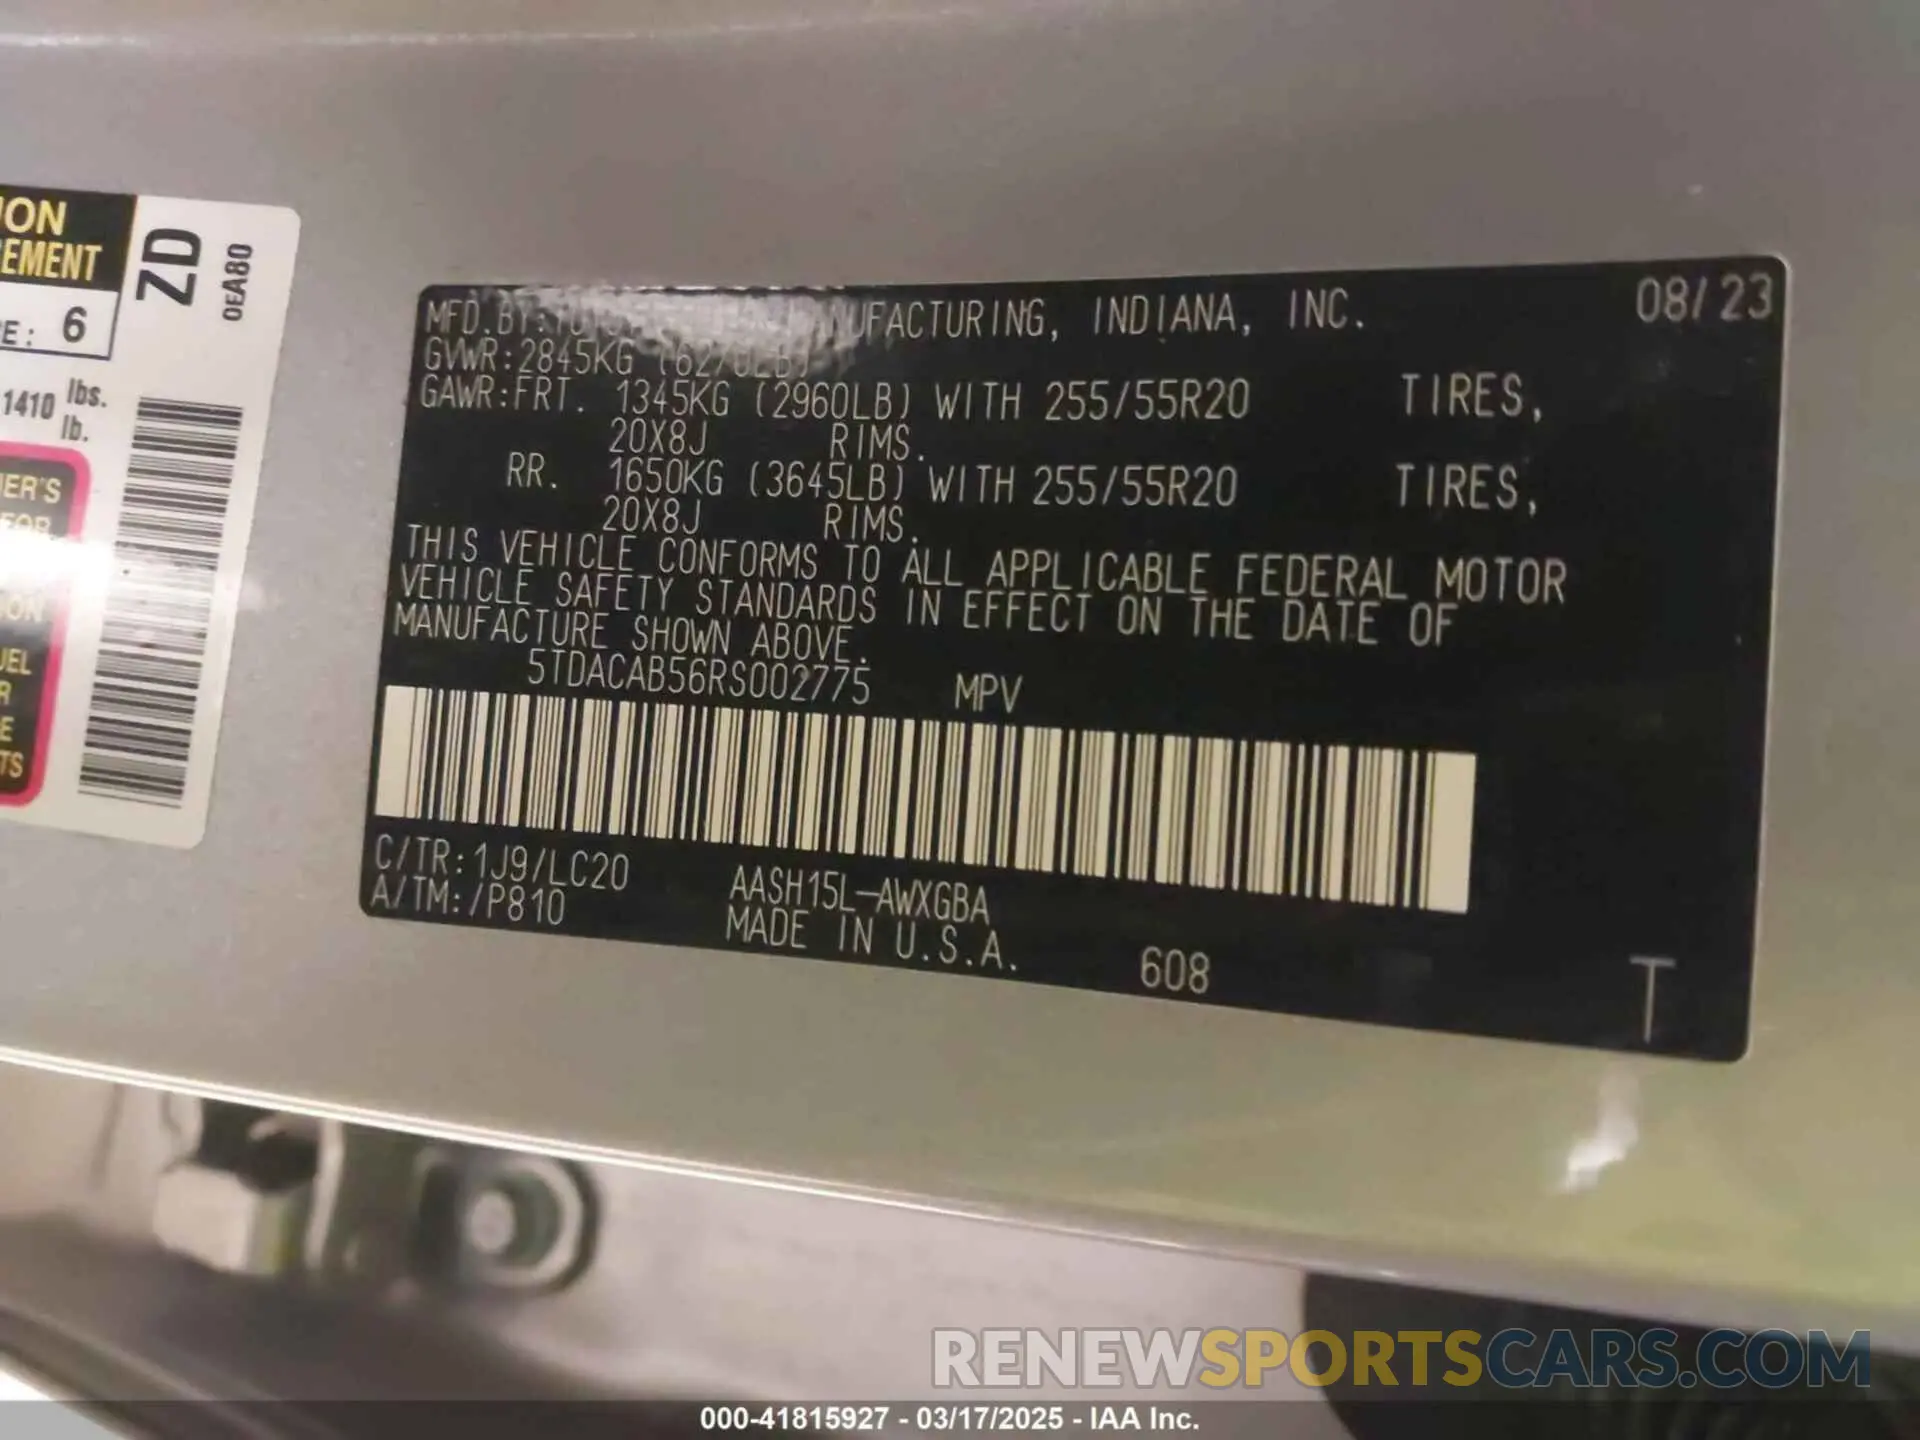 ION
EMENT
E: 6
1410 lbs.
lb.
ZD
0EA80
ER'S
FOR
ION
UEL
R
E
TS
08/23
MFD.BY: MANUFACTURING, INDIANA, INC.
GVWR:2845KG (6270LB)
GAWR:FRT. 1345KG (2960LB) WITH 255/55R20 TIRES,
20X8J RIMS.
RR. 1650KG (3645LB) WITH 255/55R20 TIRES,
20X8J RIMS.
THIS VEHICLE CONFORMS TO ALL APPLICABLE FEDERAL MOTOR
VEHICLE SAFETY STANDARDS IN EFFECT ON THE DATE OF
MANUFACTURE SHOWN ABOVE.
5TDACAB56RS002775 MPV
C/TR:1J9/LC20 AASH15L-AWXGBA
A/TM:/P810 MADE IN U.S.A. 608
T
RENEWSPORTSCARS.COM
000-41815927 - 03/17/2025 - IAA Inc.